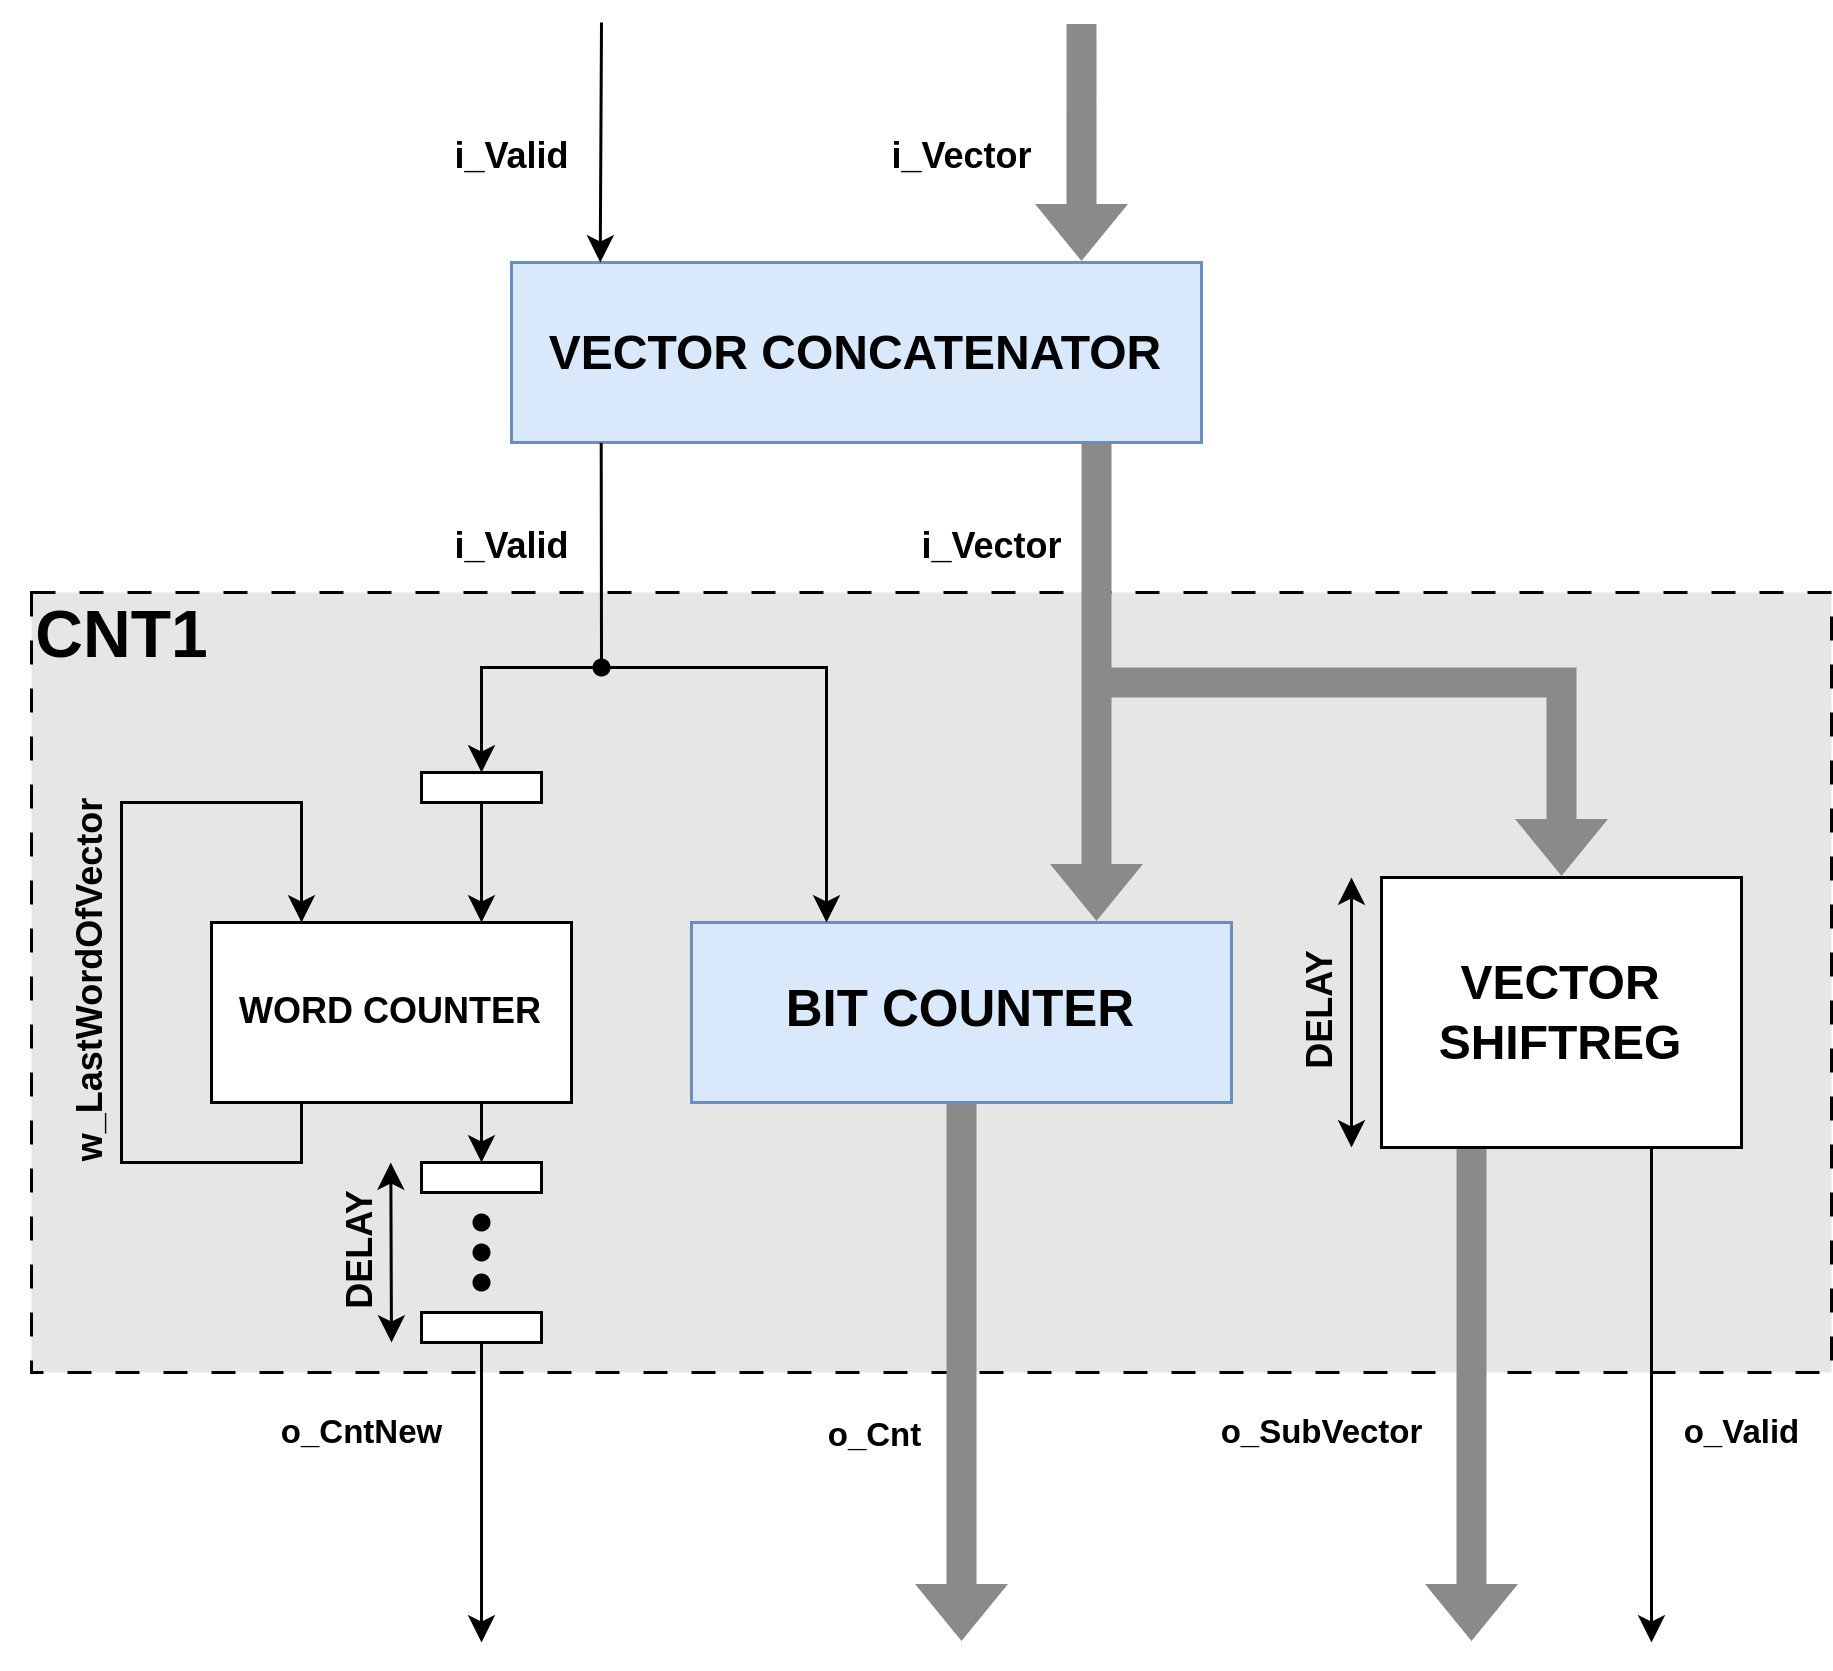 i_Valid
i_Vector
VECTOR CONCATENATOR
i_Valid
i_Vector
CNT1
w_LastWordOfVector
WORD COUNTER
BIT COUNTER
DELAY
VECTOR
SHIFTREG
DELAY
o_CntNew
o_Cnt
o_SubVector
o_Valid